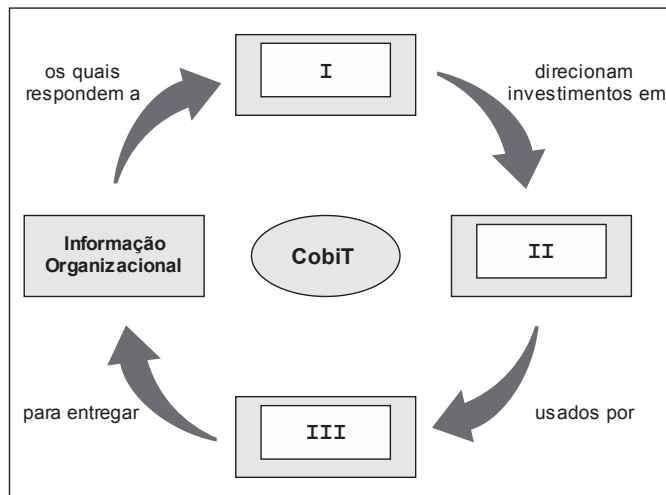 os quais
respondem a
I
direcionam
investimentos em
Informação
Organizacional
CobiT
II
para entregar
III
usados por